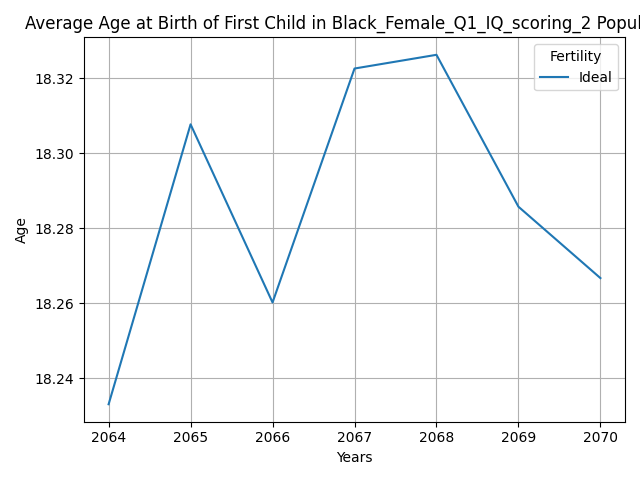 Average Age at Birth of First Child in Black_Female_Q1_IQ_scoring_2 Popul
Fertility
Ideal
18.32
18.30
18.28
18.26
18.24
Age
2064 2065 2066 2067 2068 2069 2070
Years